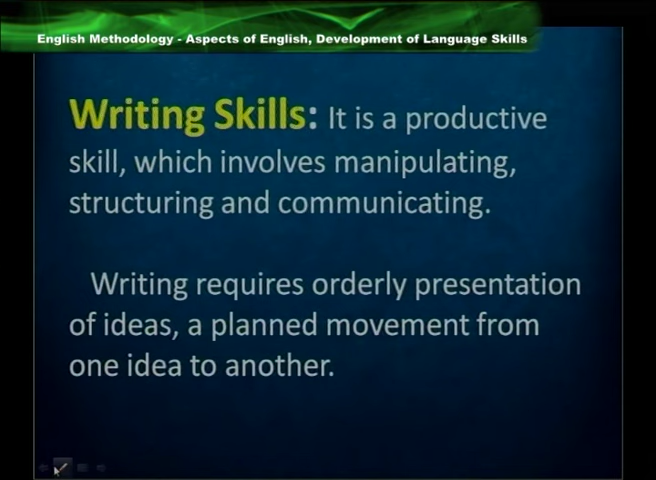 English Methodology - Aspects of English, Development of Language Skills
Writing Skills: It is a productive
skill, which involves manipulating,
structuring and communicating.
Writing requires orderly presentation
of ideas, a planned movement from
one idea to another.